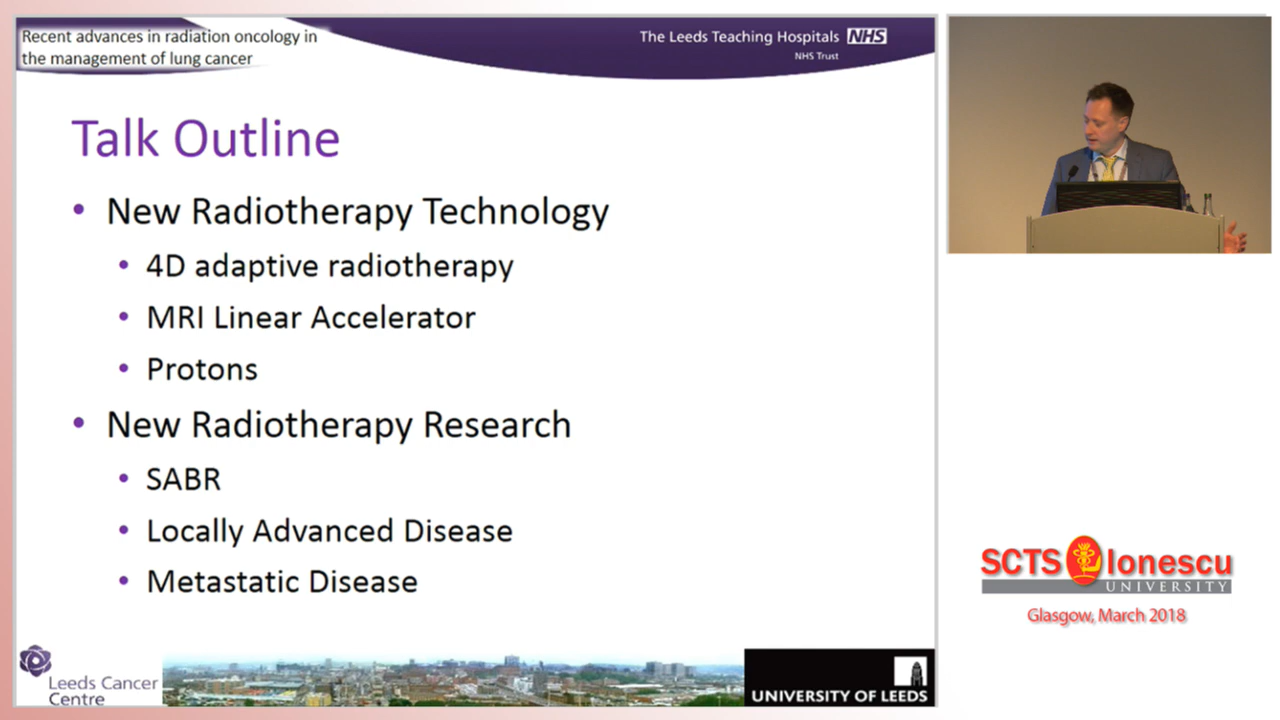 Recent advances in radiation oncology in
the management of lung cancer
The Leeds Teaching Hospitals NHS
NHS Trust
Talk Outline
• New Radiotherapy Technology
• 4D adaptive radiotherapy
• MRI Linear Accelerator
• Protons
• New Radiotherapy Research
• SABR
• Locally Advanced Disease
• Metastatic Disease
Leeds Cancer
Centre
UNIVERSITY OF LEEDS
SCTS Ionescu
UNIVERSITY
Glasgow, March 2018